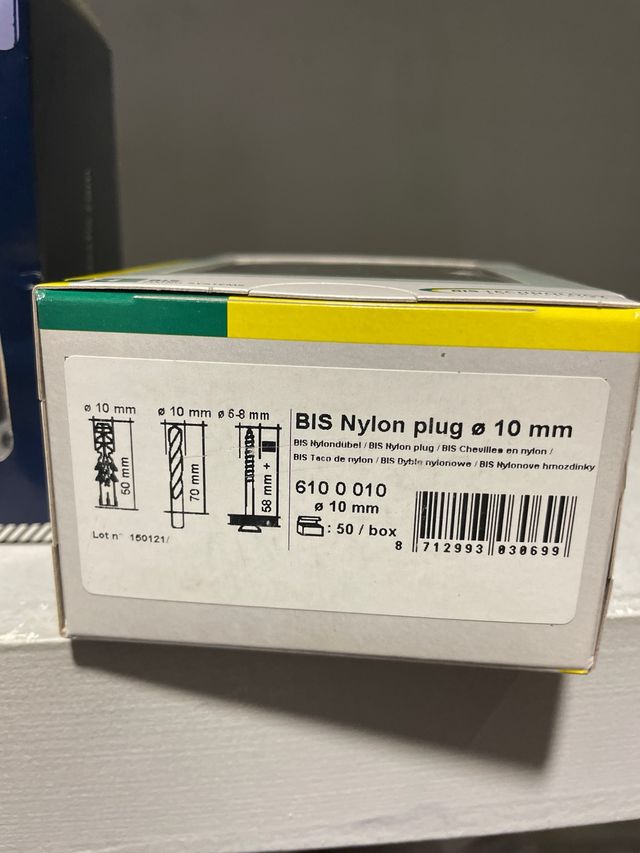 BIS
ø 10 mm
50 mm
ø 10 mm
70 mm
ø 6-8 mm
58 mm +
Lot n° 150121/
BIS Nylon plug ø 10 mm
BIS Nylondübel / BIS Nylon plug / BIS Chevilles en nylon /
BIS Taco de nylon / BIS Dyble nylonowe / BIS Nylonove hmozdinky
610 0 010
ø 10 mm
: 50 / box
8 712993 030699